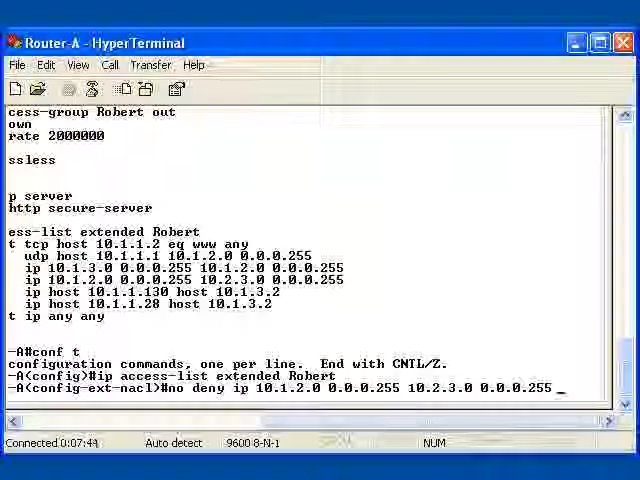 Router-A - HyperTerminal
File Edit View Call Transfer Help
cess-group Robert out
own
rate 2000000
ssless
p server
http secure-server
ess-list extended Robert
t tcp host 10.1.1.2 eq www any
udp host 10.1.1.1 10.1.2.0 0.0.0.255
ip 10.1.3.0 0.0.0.255 10.1.2.0 0.0.0.255
ip 10.1.2.0 0.0.0.255 10.2.3.0 0.0.0.255
ip host 10.1.1.130 host 10.1.3.2
ip host 10.1.1.28 host 10.1.3.2
t ip any any
-A#conf t
configuration commands, one per line. End with CNTL/Z.
-A(config)#ip access-list extended Robert
-A(config-ext-nacl)#no deny ip 10.1.2.0 0.0.0.255 10.2.3.0 0.0.0.255 _
Connected 0:07:44 Auto detect 9600 8-N-1 NUM